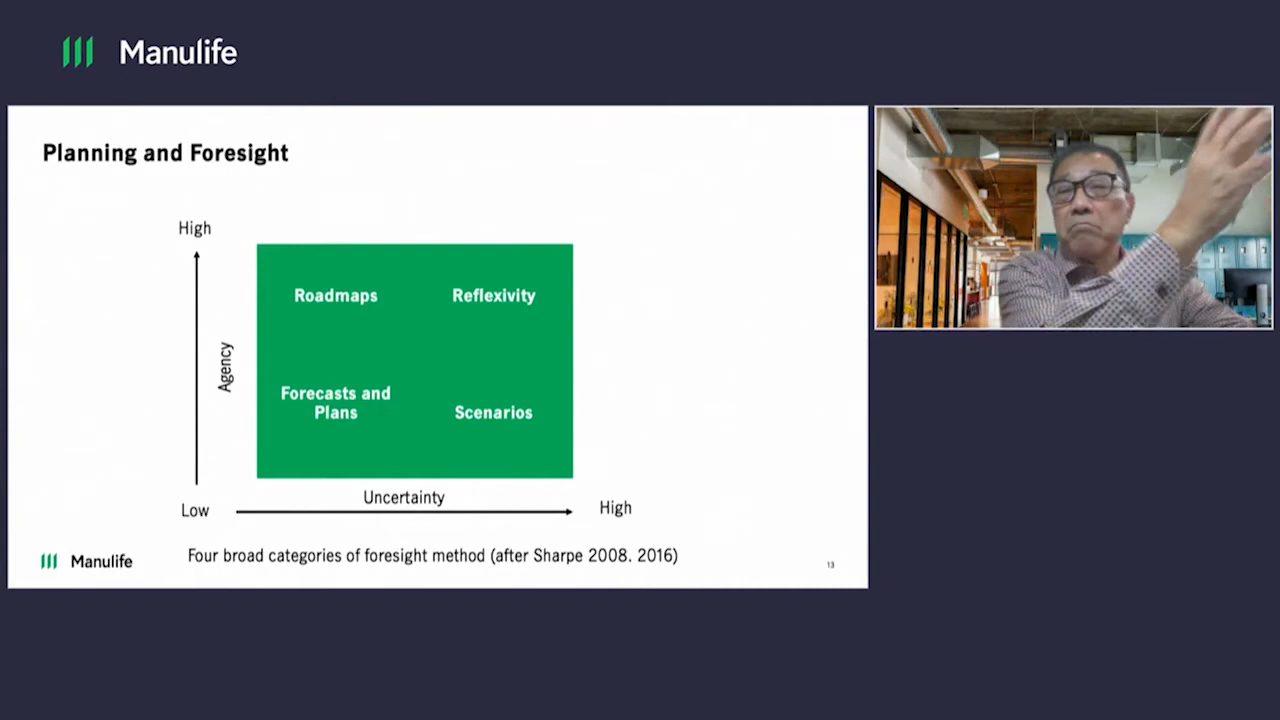 Manulife
Planning and Foresight
High
Roadmaps
Reflexivity
Agency
Forecasts and
Plans
Scenarios
Uncertainty
Low
High
Four broad categories of foresight method (after Sharpe 2008. 2016)
Manulife
13